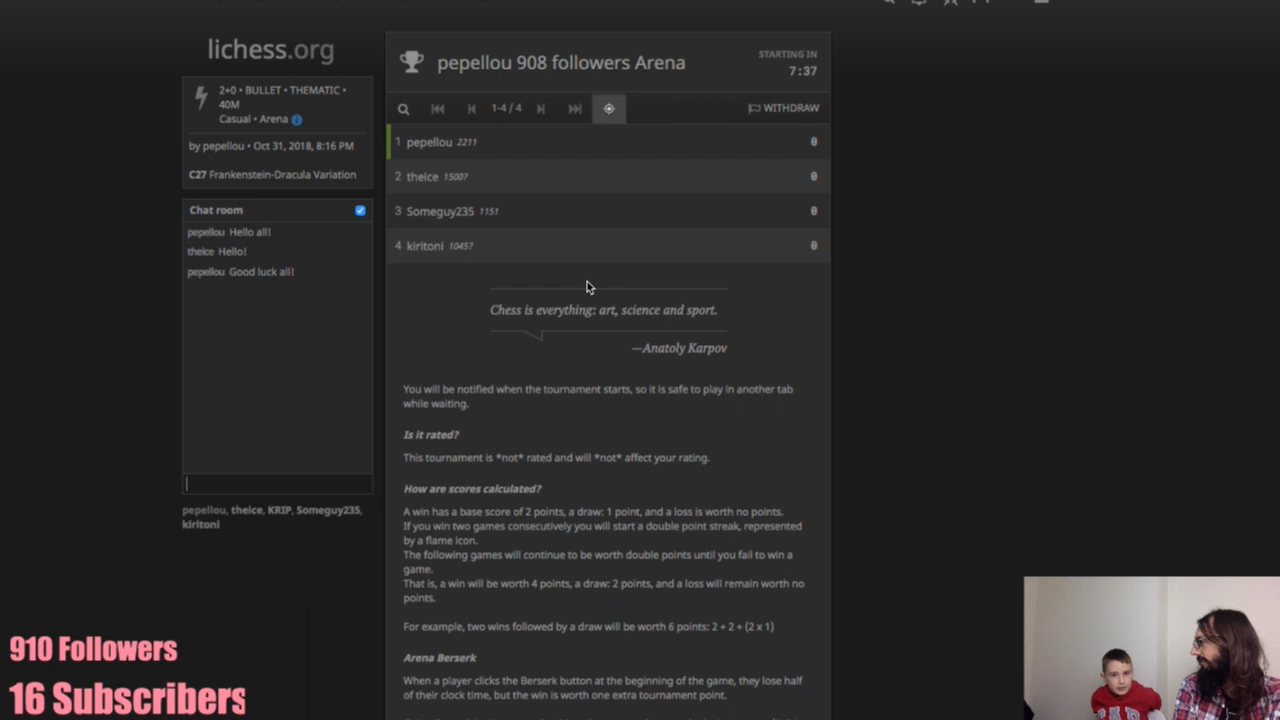 lichess.org
2+0 • BULLET • THEMATIC •
40M
Casual • Arena
by pepellou • Oct 31, 2018, 8:16 PM
C27 Frankenstein-Dracula Variation
Chat room
pepellou Hello all!
theice Hello!
pepellou Good luck all!
pepellou, theice, KRIP, Someguy235,
kiritoni
pepellou 908 followers Arena
STARTING IN
7:37
1-4 / 4
WITHDRAW
1 pepellou 2211 0
2 theice 1500? 0
3 Someguy235 1151 0
4 kiritoni 1045? 0
Chess is everything: art, science and sport.
—Anatoly Karpov
You will be notified when the tournament starts, so it is safe to play in another tab
while waiting.
Is it rated?
This tournament is *not* rated and will *not* affect your rating.
How are scores calculated?
A win has a base score of 2 points, a draw: 1 point, and a loss is worth no points.
If you win two games consecutively you will start a double point streak, represented
by a flame icon.
The following games will continue to be worth double points until you fail to win a
game.
That is, a win will be worth 4 points, a draw: 2 points, and a loss will remain worth no
points.
For example, two wins followed by a draw will be worth 6 points: 2 + 2 + (2 x 1)
Arena Berserk
When a player clicks the Berserk button at the beginning of the game, they lose half
of their clock time, but the win is worth one extra tournament point.
910 Followers
16 Subscribers